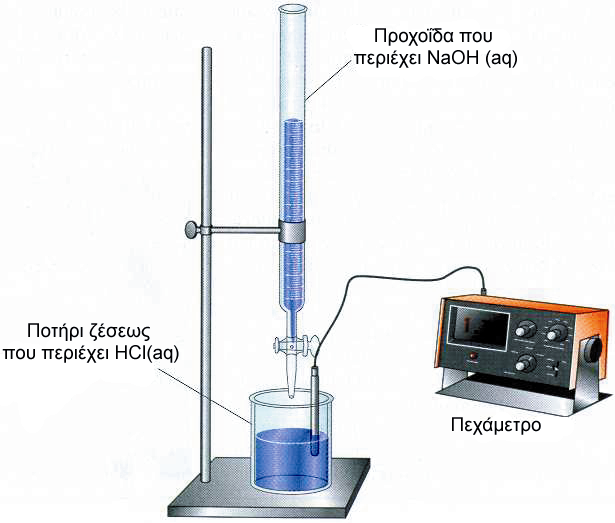 Προχοΐδα που
περιέχει NaOH (aq)
Ποτήρι ζέσεως
που περιέχει HCl(aq)
Πεχάμετρο